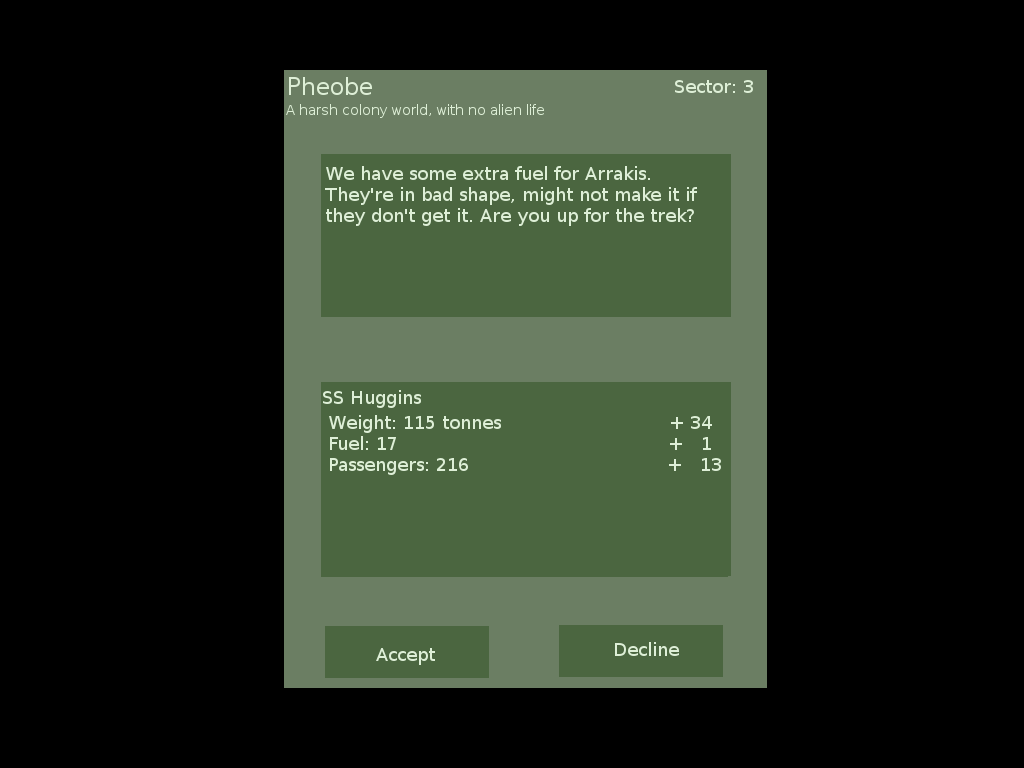 Pheobe
Sector: 3
A harsh colony world, with no alien life
We have some extra fuel for Arrakis.
They're in bad shape, might not make it if
they don't get it. Are you up for the trek?
SS Huggins
Weight: 115 tonnes + 34
Fuel: 17 + 1
Passengers: 216 + 13
Accept
Decline